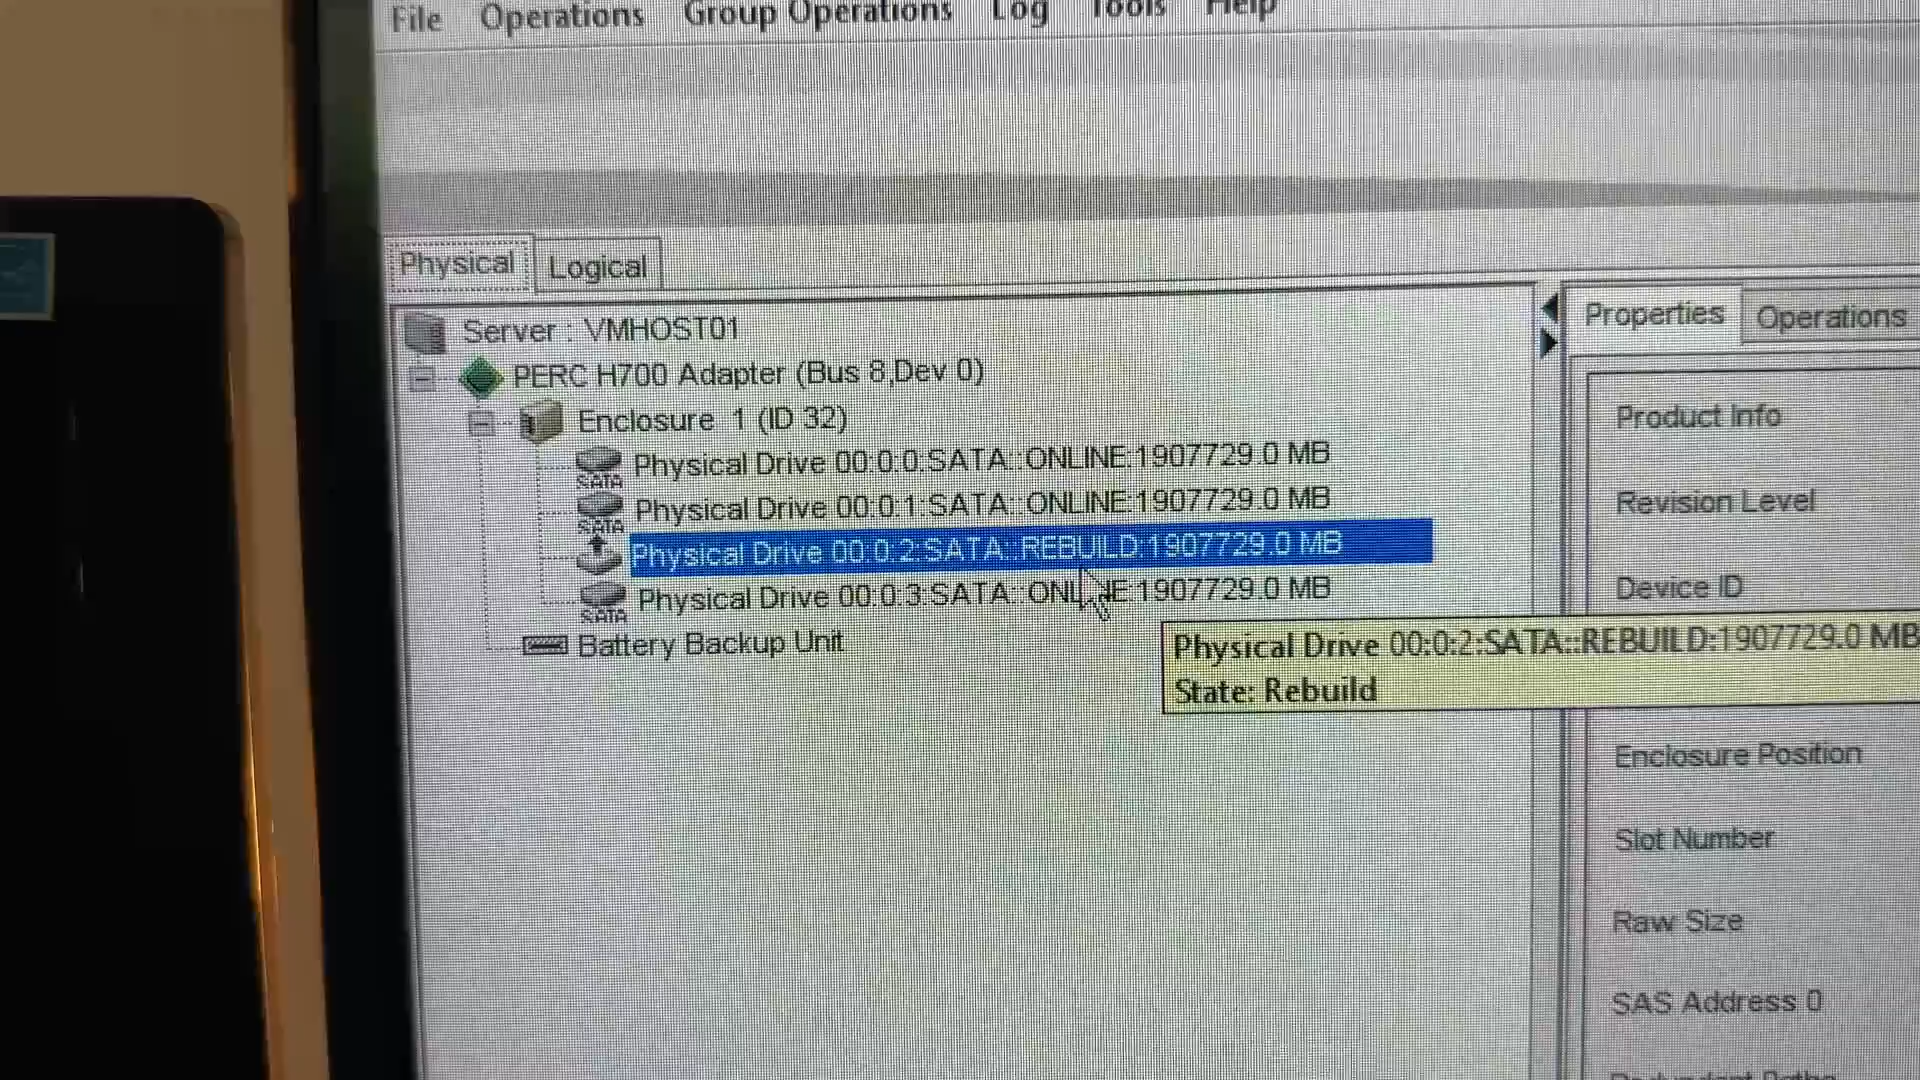 File Operations Group Operations Log Tools Help
Physical Logical
Properties Operations
Server : VMHOST01
PERC H700 Adapter (Bus 8,Dev 0)
Enclosure 1 (ID 32)
SATA Physical Drive 00:0:0:SATA::ONLINE:1907729.0 MB
SATA Physical Drive 00:0:1:SATA::ONLINE:1907729.0 MB
Physical Drive 00:0:2:SATA::REBUILD:1907729.0 MB
SATA Physical Drive 00:0:3:SATA::ONLINE:1907729.0 MB
Battery Backup Unit
Physical Drive 00:0:2:SATA::REBUILD:1907729.0 MB
State: Rebuild
Product Info
Revision Level
Device ID
Enclosure Position
Slot Number
Raw Size
SAS Address 0